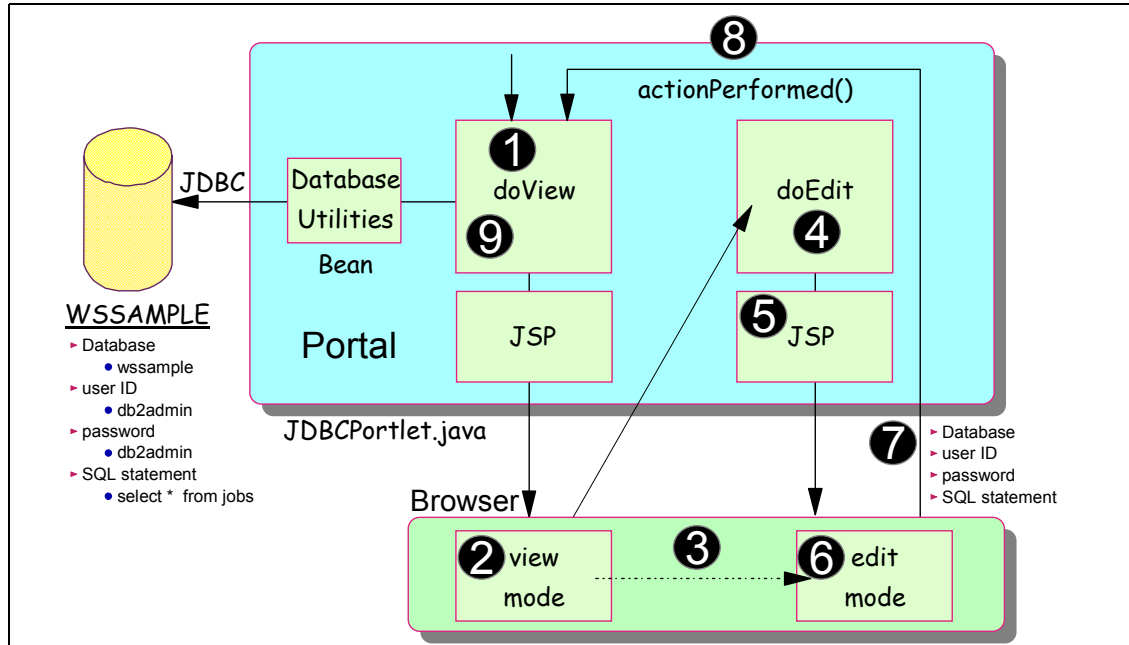 8
actionPerformed()
1
doView
9
JDBC
Database
Utilities
Bean
doEdit
4
JSP
5
JSP
Portal
WSSAMPLE
Database
wssample
user ID
db2admin
password
db2admin
SQL statement
select * from jobs
JDBCPortlet.java
7
Database
user ID
password
SQL statement
Browser
2 view
mode
3
6 edit
mode